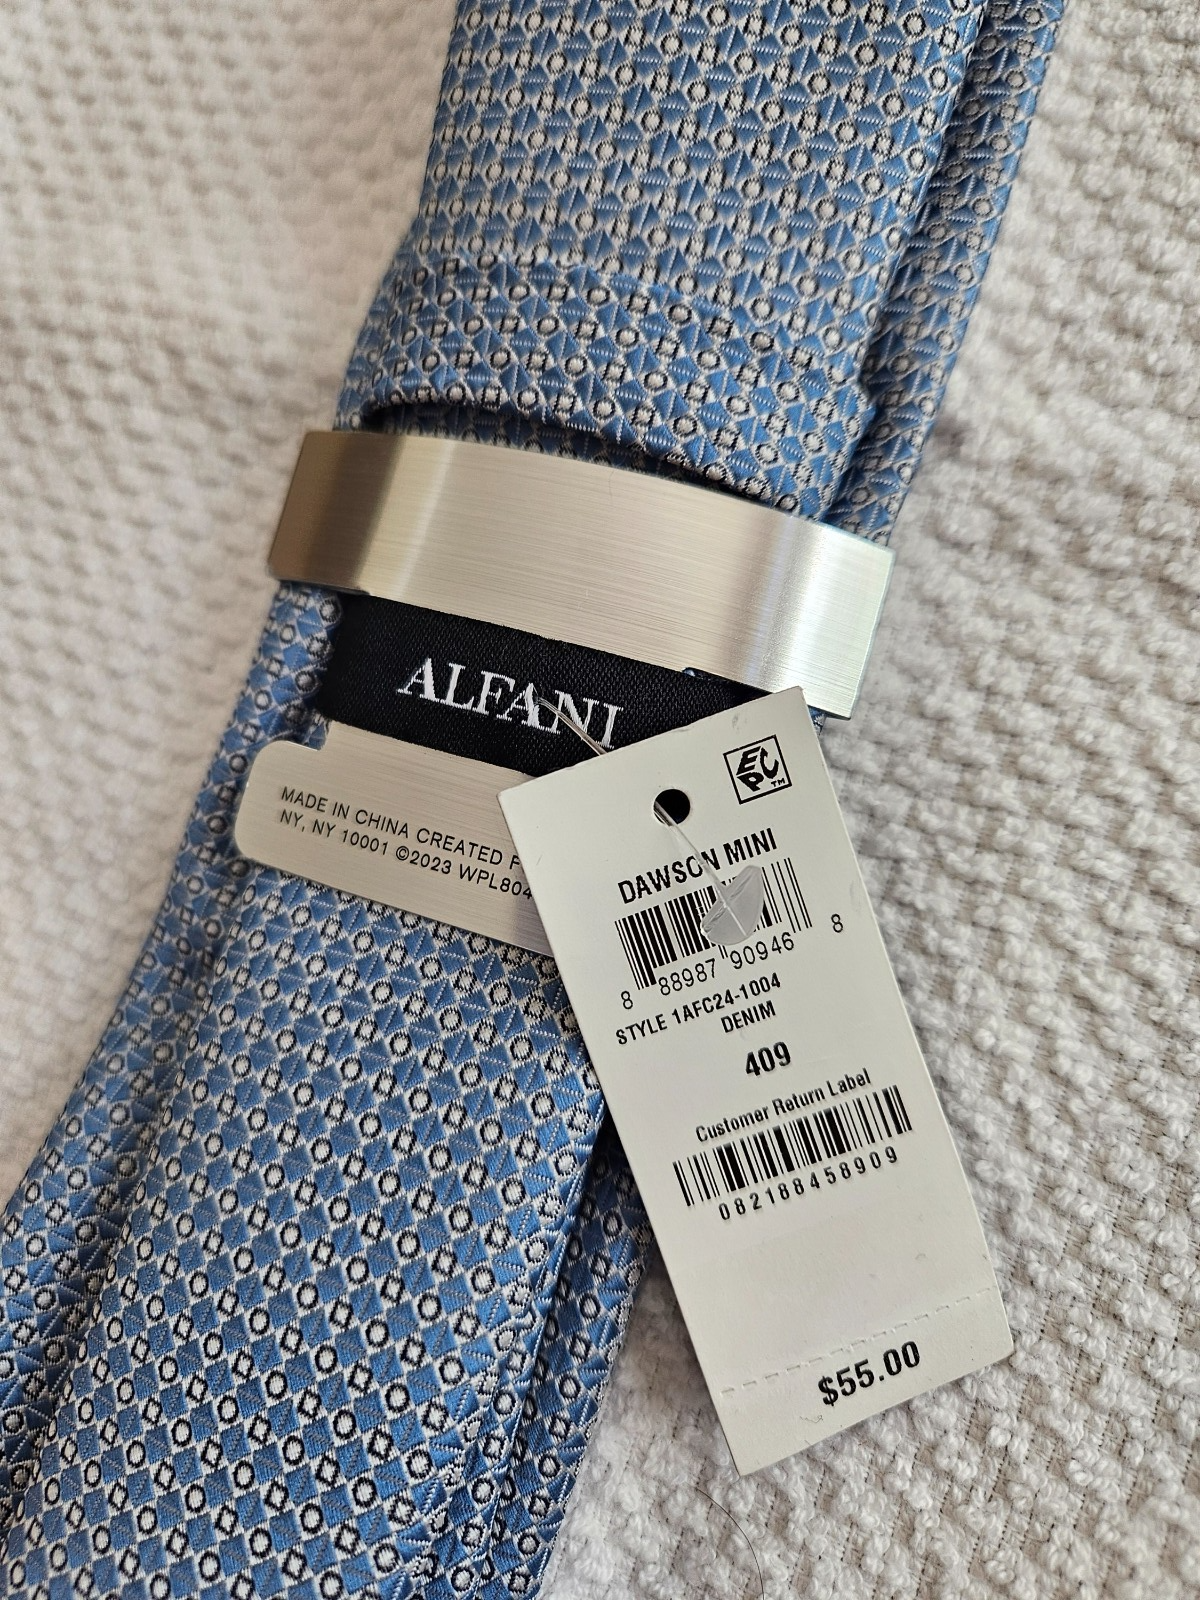 ALFANI
MADE IN CHINA CREATED F
NY, NY 10001 ©2023 WPL804
EPC™
DAWSON MINI
8 88987 90946 8
STYLE 1AFC24-1004
DENIM
409
Customer Return Label
082188458909
$55.00